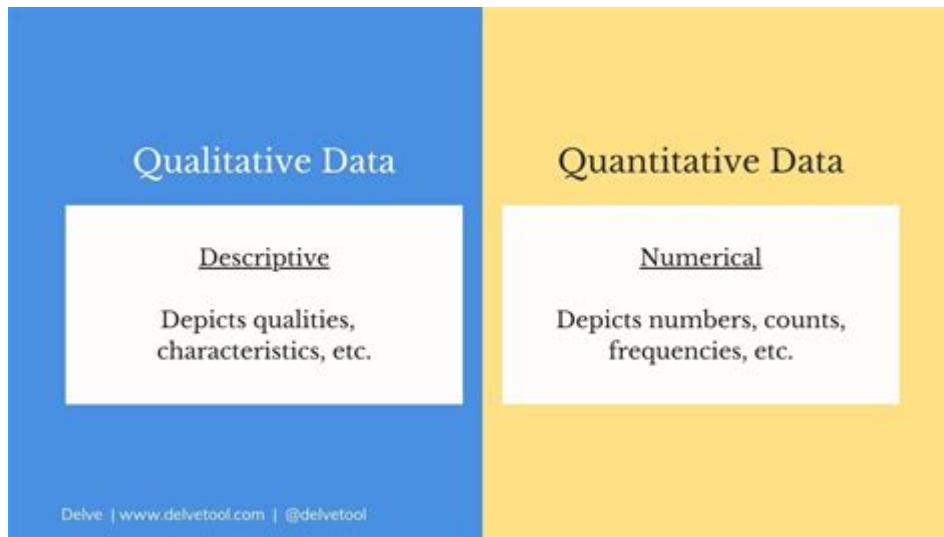 Qualitative Data
Descriptive
Depicts qualities,
characteristics, etc.
Quantitative Data
Numerical
Depicts numbers, counts,
frequencies, etc.
Delve | www.delvetool.com | @delvetool